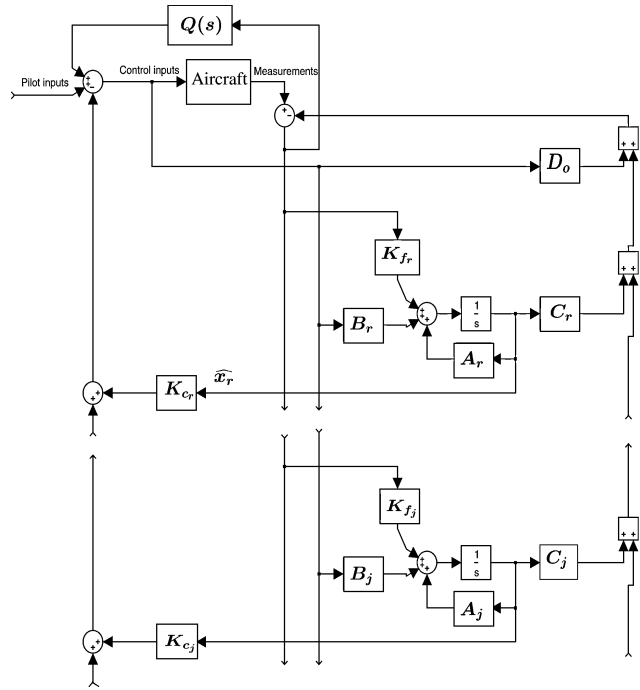 Q(s)
Pilot inputs
Control inputs
Aircraft
Measurements
+
+
−
+
−
+ +
D_o
K_{f_r}
+ +
B_r
+
+
+
1
s
C_r
A_r
\widehat{x_r}
K_{c_r}
+
+
K_{f_j}
+ +
B_j
+
+
+
1
s
C_j
A_j
K_{c_j}
+
+